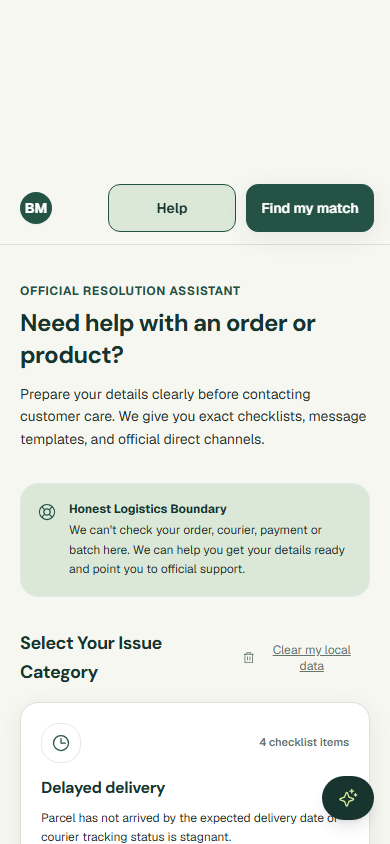 BM
Help
Find my match
OFFICIAL RESOLUTION ASSISTANT
Need help with an order or
product?
Prepare your details clearly before contacting
customer care. We give you exact checklists, message
templates, and official direct channels.
Honest Logistics Boundary
We can't check your order, courier, payment or
batch here. We can help you get your details ready
and point you to official support.
Select Your Issue
Category
Clear my local
data
4 checklist items
Delayed delivery
Parcel has not arrived by the expected delivery date or
courier tracking status is stagnant.